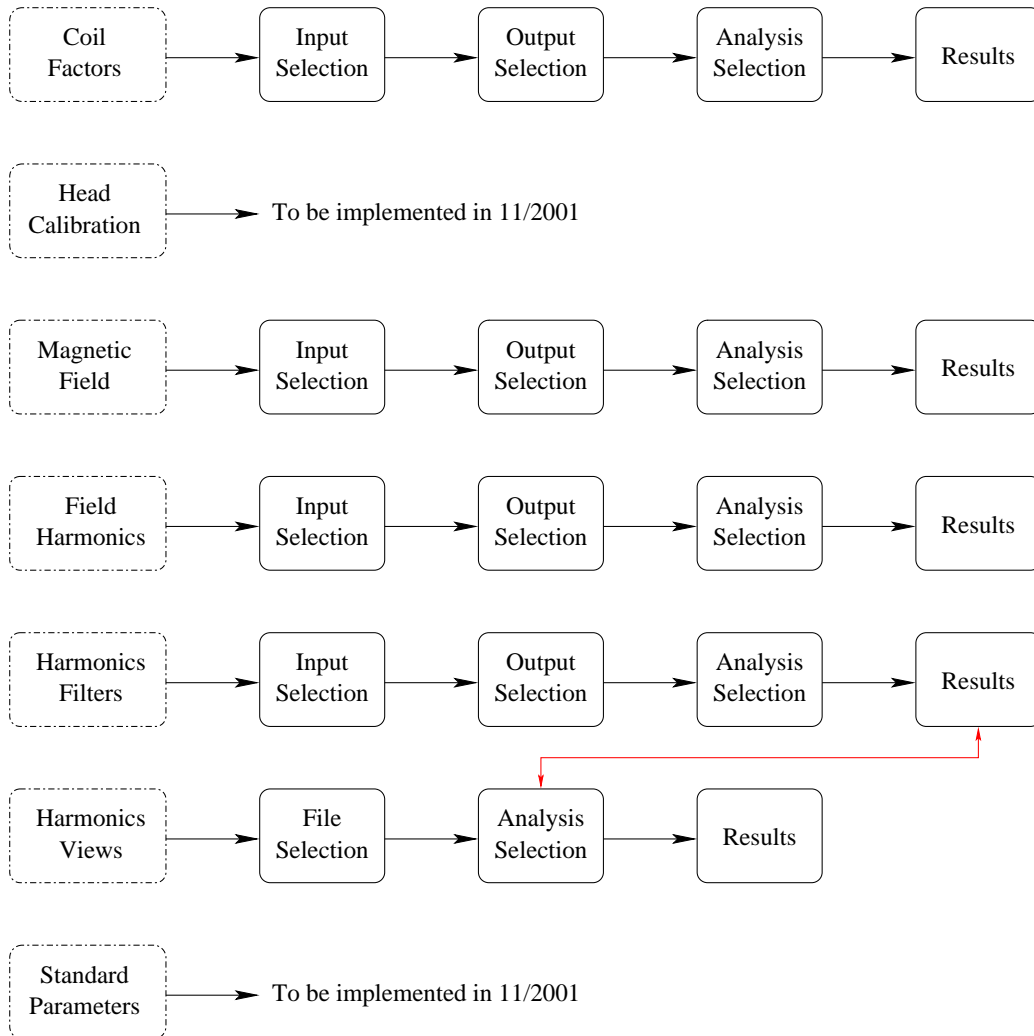 Coil
Factors
Input
Selection
Output
Selection
Analysis
Selection
Results
Head
Calibration
To be implemented in 11/2001
Magnetic
Field
Input
Selection
Output
Selection
Analysis
Selection
Results
Field
Harmonics
Input
Selection
Output
Selection
Analysis
Selection
Results
Harmonics
Filters
Input
Selection
Output
Selection
Analysis
Selection
Results
Harmonics
Views
File
Selection
Analysis
Selection
Results
Standard
Parameters
To be implemented in 11/2001